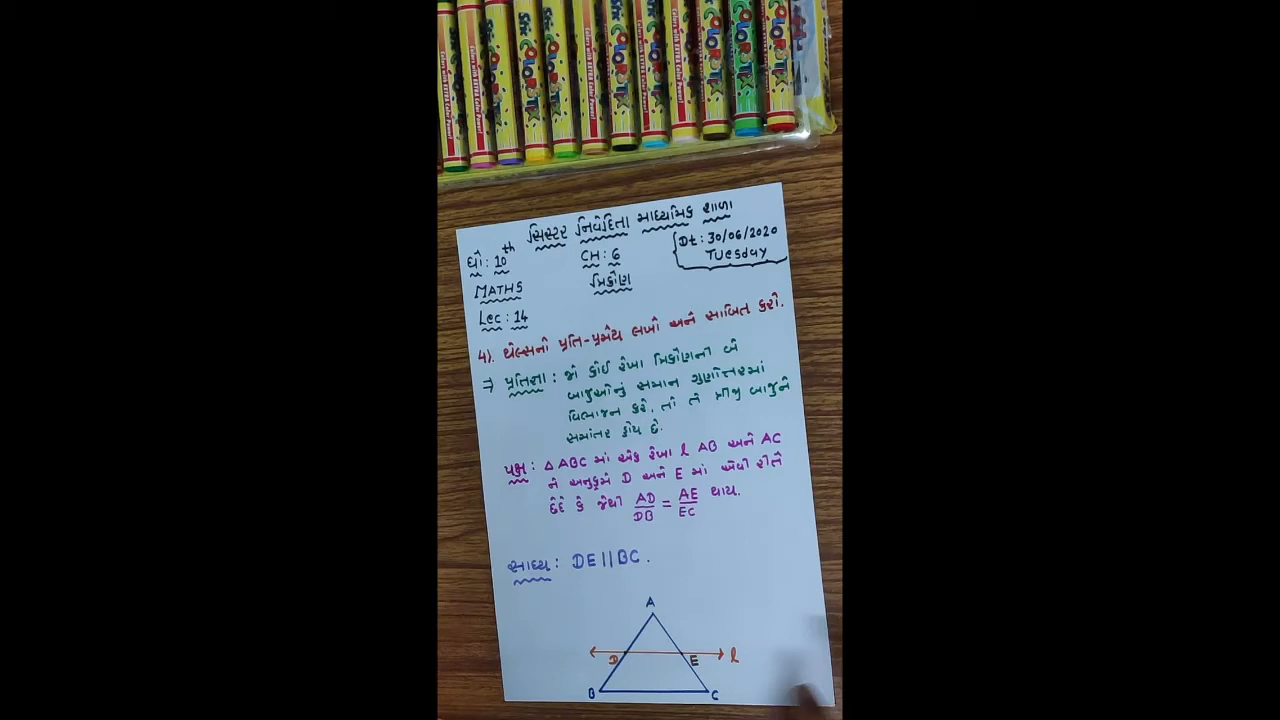 સિસ્ટર નિવેદિતા માધ્યમિક શાળા
ધો: 10th
CH: 6
Dt: 30/06/2020
Tuesday
MATHS
ત્રિકોણ
Lec: 14
4). થેલ્સનો પ્રતિ-પ્રમેય લખો અને સાબિત કરો.
⇒ પ્રતિજ્ઞા: જો કોઈ રેખા ત્રિકોણની બે
બાજુઓનું સમાન ગુણોત્તરમાં
વિભાજન કરે, તો તે ત્રીજી બાજુને
સમાંતર હોય છે.
પક્ષ: △ABC માં એક રેખા l AB અને AC
ને અનુક્રમે D અને E માં એવી રીતે
છેદે કે જેથી AD/DB = AE/EC થાય.
સાધ્ય: DE||BC.
A
D E l
B C